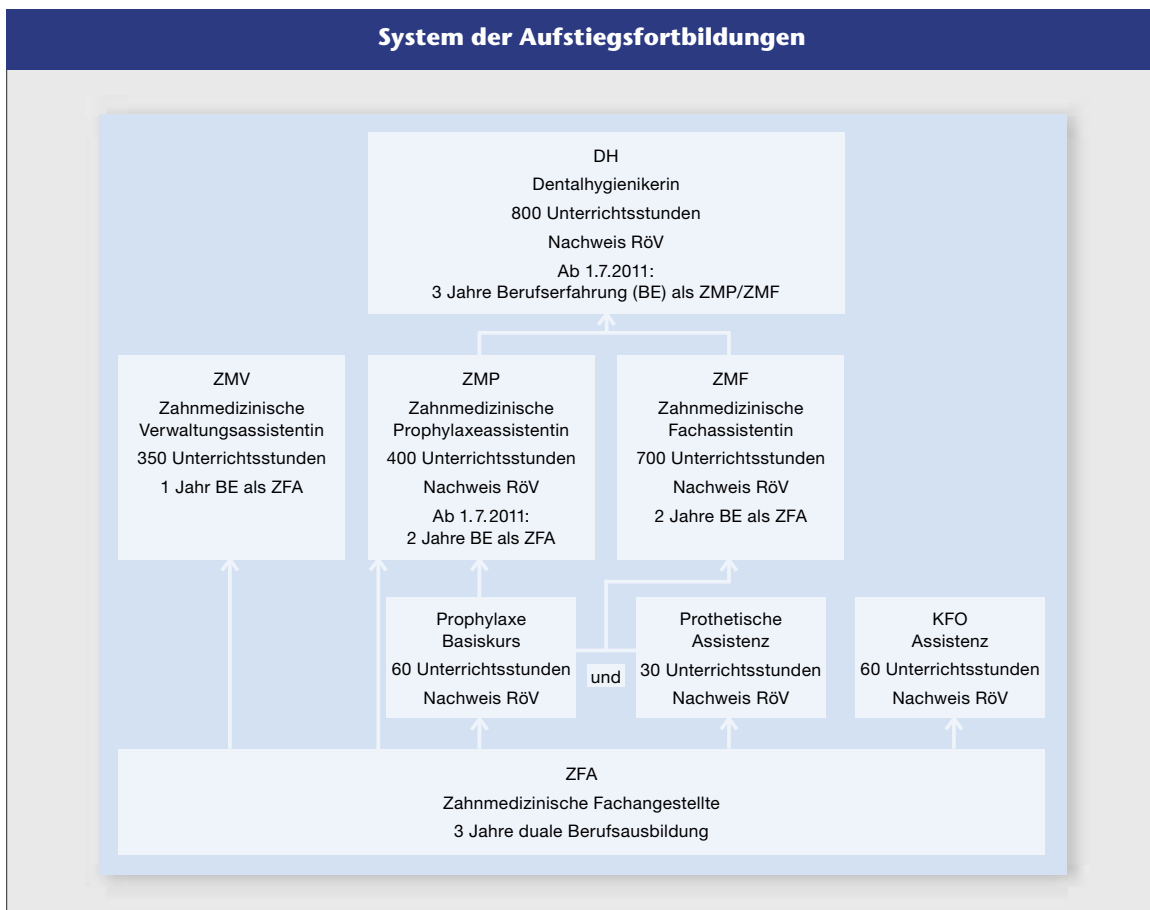 System der Aufstiegsfortbildungen
DH
Dentalhygienikerin
800 Unterrichtsstunden
Nachweis RöV
Ab 1.7.2011:
3 Jahre Berufserfahrung (BE) als ZMP/ZMF
ZMV
Zahnmedizinische
Verwaltungsassistentin
350 Unterrichtsstunden
1 Jahr BE als ZFA
ZMP
Zahnmedizinische
Prophylaxeassistentin
400 Unterrichtsstunden
Nachweis RöV
Ab 1.7.2011:
2 Jahre BE als ZFA
ZMF
Zahnmedizinische
Fachassistentin
700 Unterrichtsstunden
Nachweis RöV
2 Jahre BE als ZFA
Prophylaxe
Basiskurs
60 Unterrichtsstunden
Nachweis RöV
und
Prothetische
Assistenz
30 Unterrichtsstunden
Nachweis RöV
KFO
Assistenz
60 Unterrichtsstunden
Nachweis RöV
ZFA
Zahnmedizinische Fachangestellte
3 Jahre duale Berufsausbildung